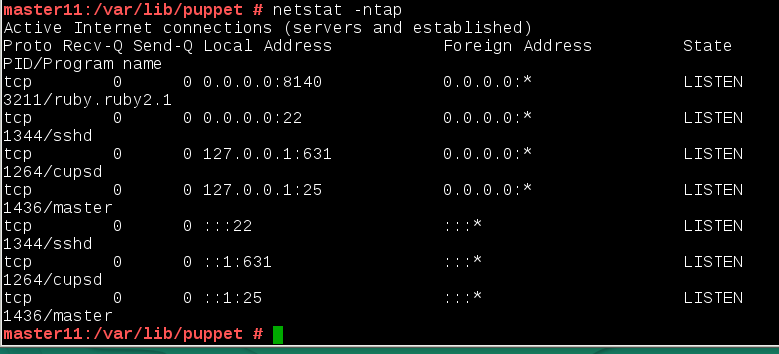 master11:/var/lib/puppet # netstat -ntap
Active Internet connections (servers and established)
Proto Recv-Q Send-Q Local Address           Foreign Address         State
PID/Program name
tcp        0      0 0.0.0.0:8140            0.0.0.0:*               LISTEN
3211/ruby.ruby2.1
tcp        0      0 0.0.0.0:22              0.0.0.0:*               LISTEN
1344/sshd
tcp        0      0 127.0.0.1:631           0.0.0.0:*               LISTEN
1264/cupsd
tcp        0      0 127.0.0.1:25            0.0.0.0:*               LISTEN
1436/master
tcp        0      0 :::22                   :::*                    LISTEN
1344/sshd
tcp        0      0 ::1:631                 :::*                    LISTEN
1264/cupsd
tcp        0      0 ::1:25                  :::*                    LISTEN
1436/master
master11:/var/lib/puppet #